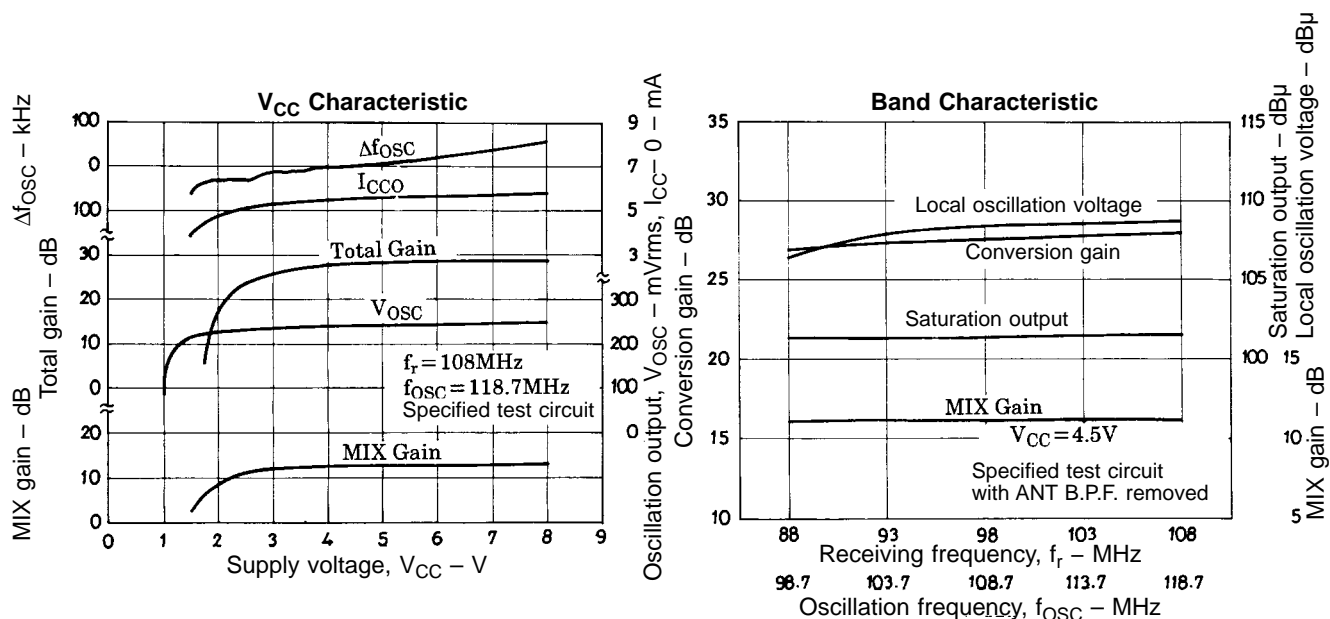 V_CC Characteristic
Δf_OSC – kHz
Total gain – dB
MIX gain – dB
100
0
100
30
20
10
0
20
10
0
Δf_OSC
I_CCO
Total Gain
V_OSC
f_r = 108MHz
f_OSC = 118.7MHz
Specified test circuit
MIX Gain
9
7
5
3
300
200
100
0
Oscillation output, V_OSC – mVrms, I_CC – 0 – mA
0 1 2 3 4 5 6 7 8 9
Supply voltage, V_CC – V
Band Characteristic
Conversion gain – dB
35
30
25
20
15
10
Local oscillation voltage
Conversion gain
Saturation output
MIX Gain
V_CC = 4.5V
Specified test circuit
with ANT B.P.F. removed
115
110
105
100
15
10
5
Saturation output – dBµ
Local oscillation voltage – dBµ
MIX gain – dB
88 93 98 103 108
Receiving frequency, f_r – MHz
98.7 103.7 108.7 113.7 118.7
Oscillation frequency, f_OSC – MHz